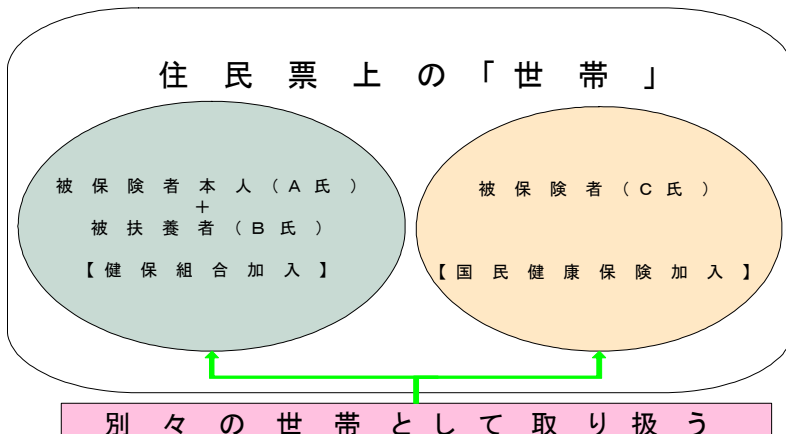 住民票上の「世帯」
被保険者本人（A氏）
＋
被扶養者（B氏）
【健保組合加入】
被保険者（C氏）
【国民健康保険加入】
別々の世帯として取り扱う